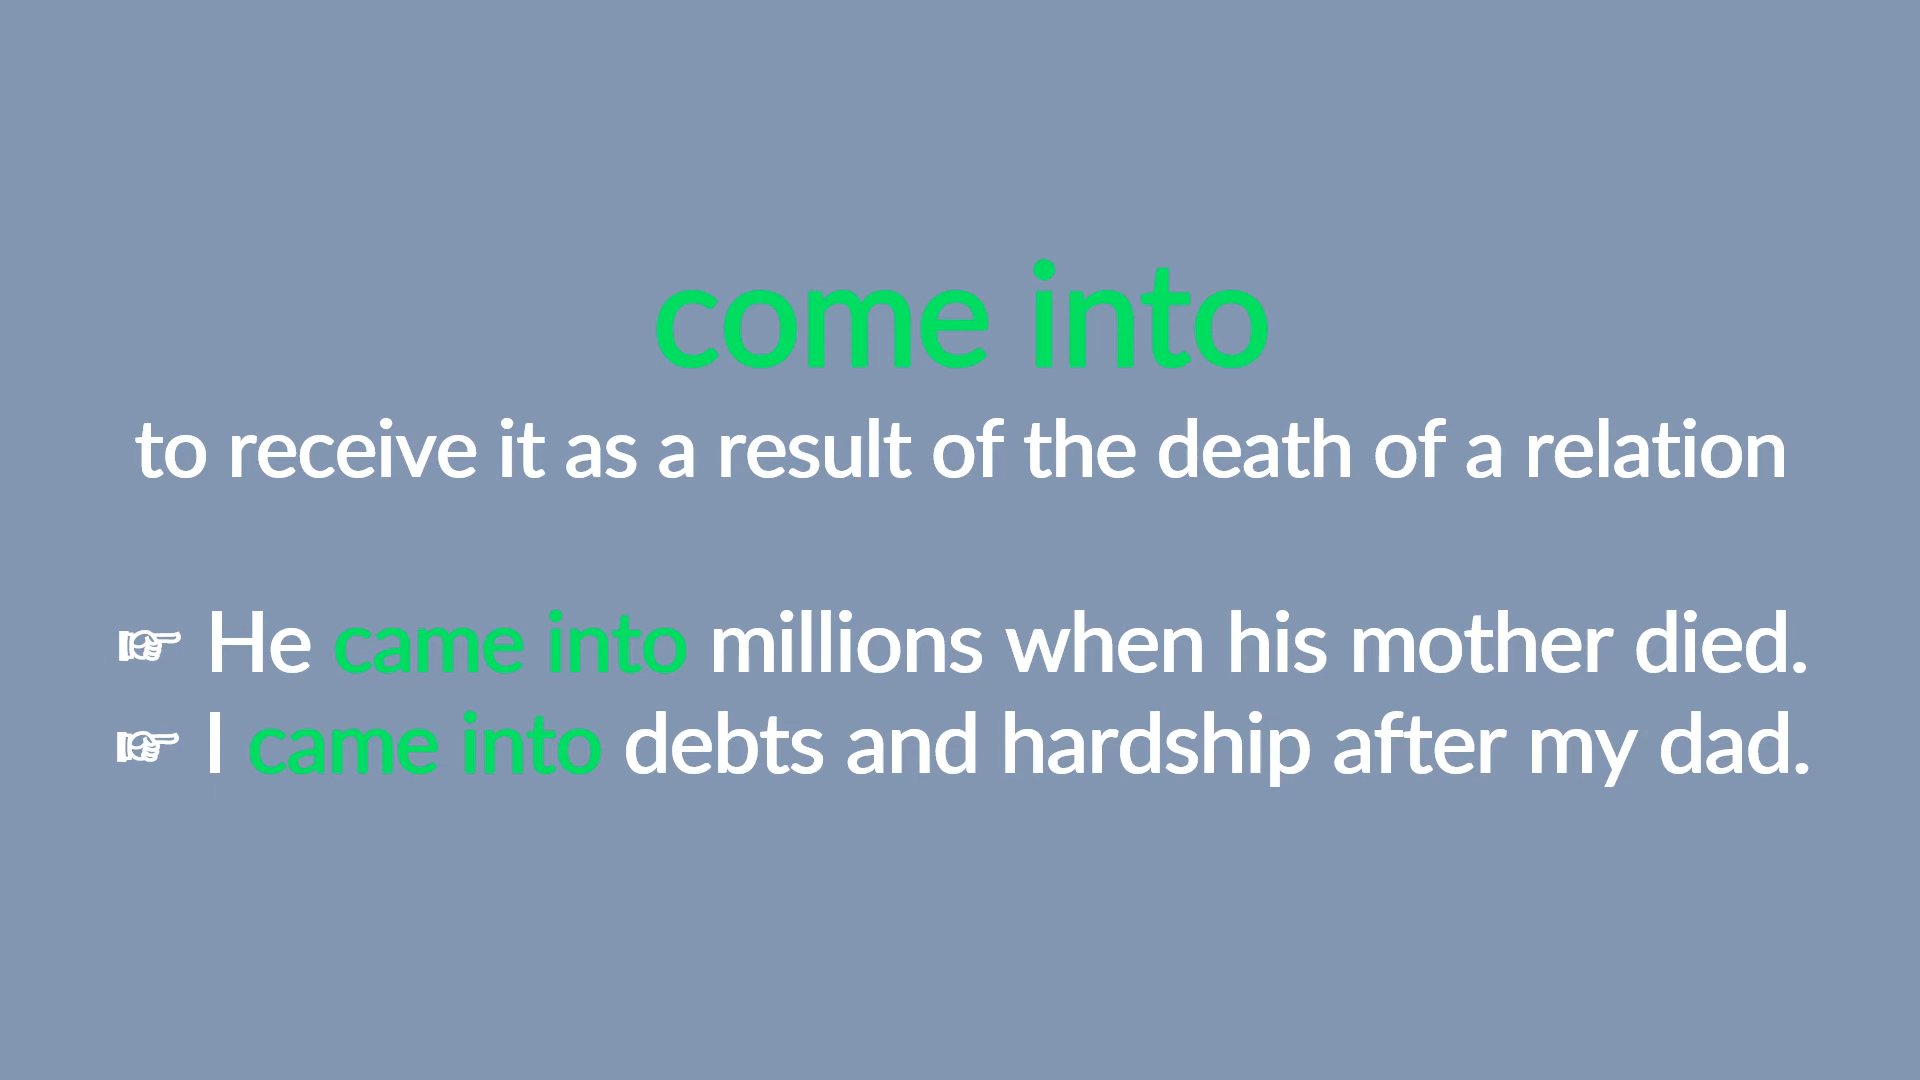 come into
to receive it as a result of the death of a relation
☞ He came into millions when his mother died.
☞ I came into debts and hardship after my dad.